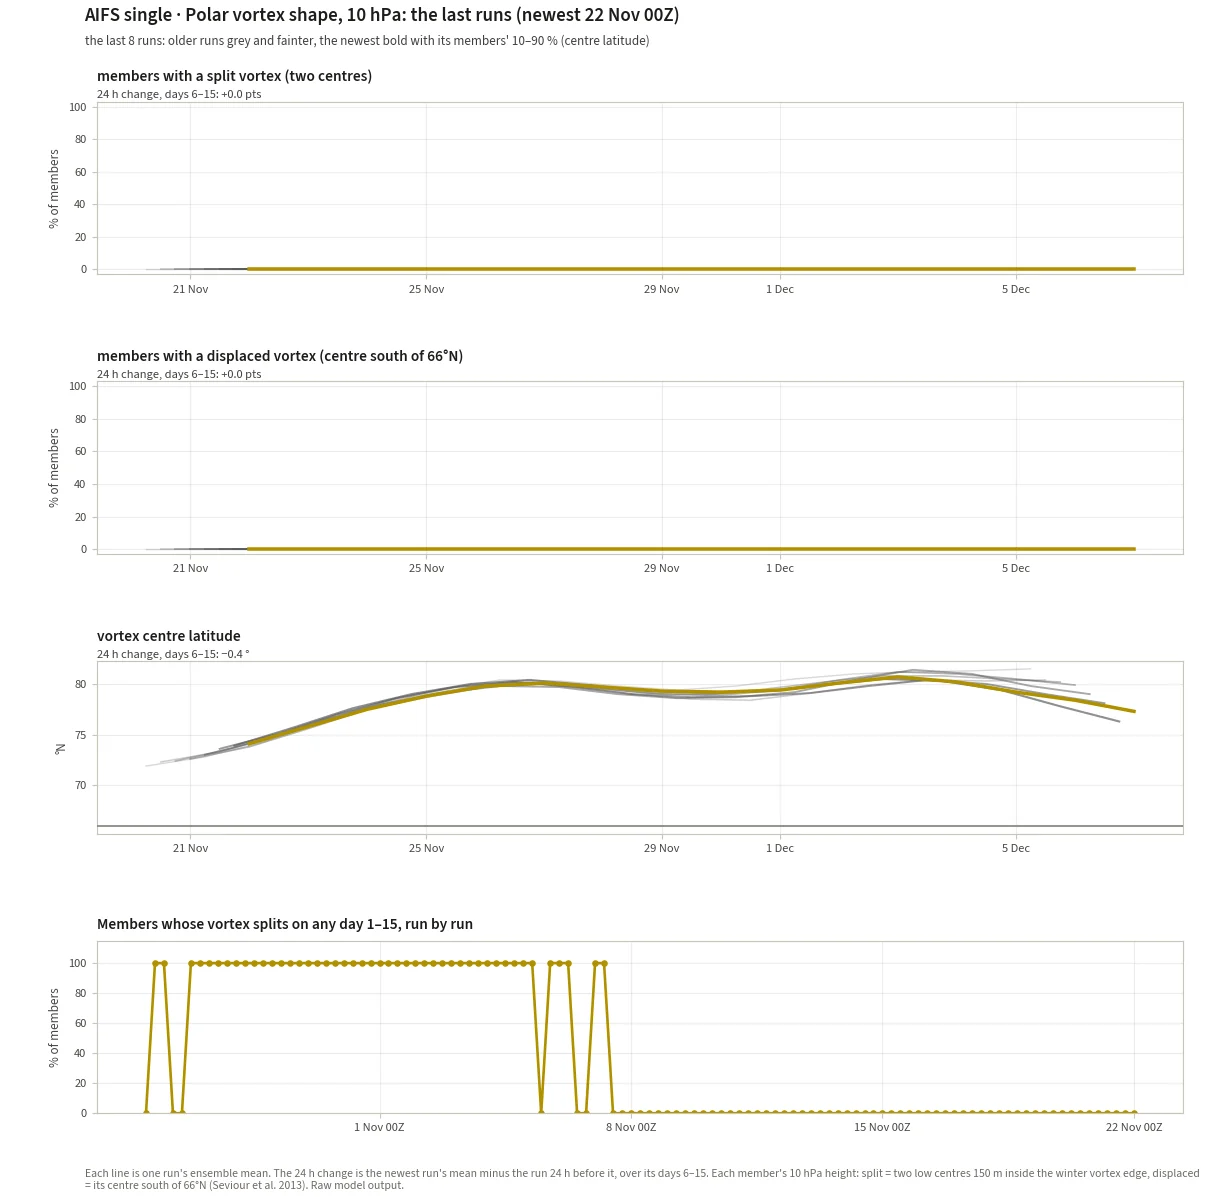 AIFS single · Polar vortex shape, 10 hPa: the last runs (newest 22 Nov 00Z)
the last 8 runs: older runs grey and fainter, the newest bold with its members' 10–90 % (centre latitude)
members with a split vortex (two centres)
24 h change, days 6–15: +0.0 pts
100
80
60
40
20
0
% of members
21 Nov 25 Nov 29 Nov 1 Dec 5 Dec
members with a displaced vortex (centre south of 66°N)
24 h change, days 6–15: +0.0 pts
100
80
60
40
20
0
% of members
21 Nov 25 Nov 29 Nov 1 Dec 5 Dec
vortex centre latitude
24 h change, days 6–15: −0.4 °
80
75
70
°N
21 Nov 25 Nov 29 Nov 1 Dec 5 Dec
Members whose vortex splits on any day 1–15, run by run
100
80
60
40
20
0
% of members
1 Nov 00Z 8 Nov 00Z 15 Nov 00Z 22 Nov 00Z
Each line is one run's ensemble mean. The 24 h change is the newest run's mean minus the run 24 h before it, over its days 6–15. Each member's 10 hPa height: split = two low centres 150 m inside the winter vortex edge, displaced
= its centre south of 66°N (Seviour et al. 2013). Raw model output.